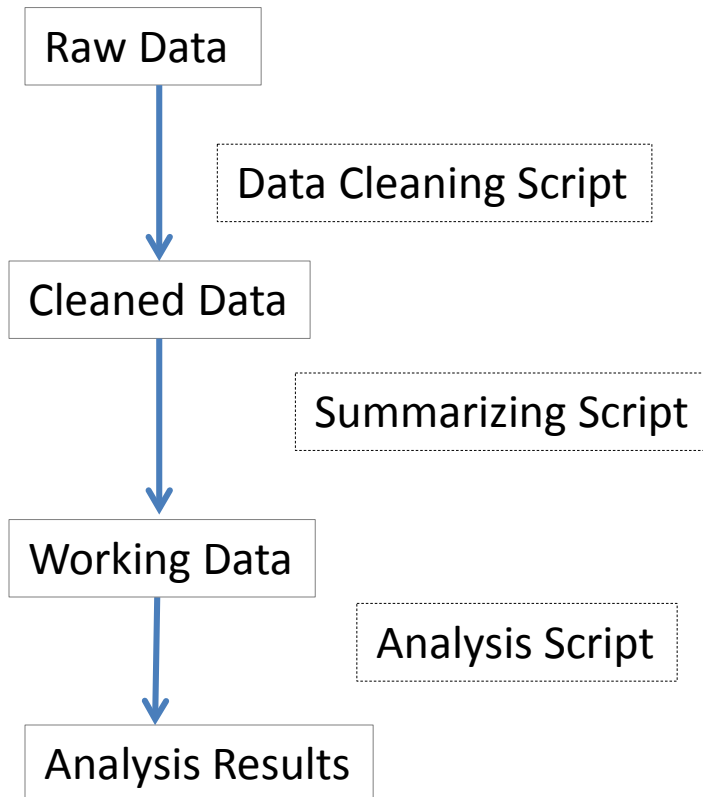 Raw Data
Data Cleaning Script
Cleaned Data
Summarizing Script
Working Data
Analysis Script
Analysis Results